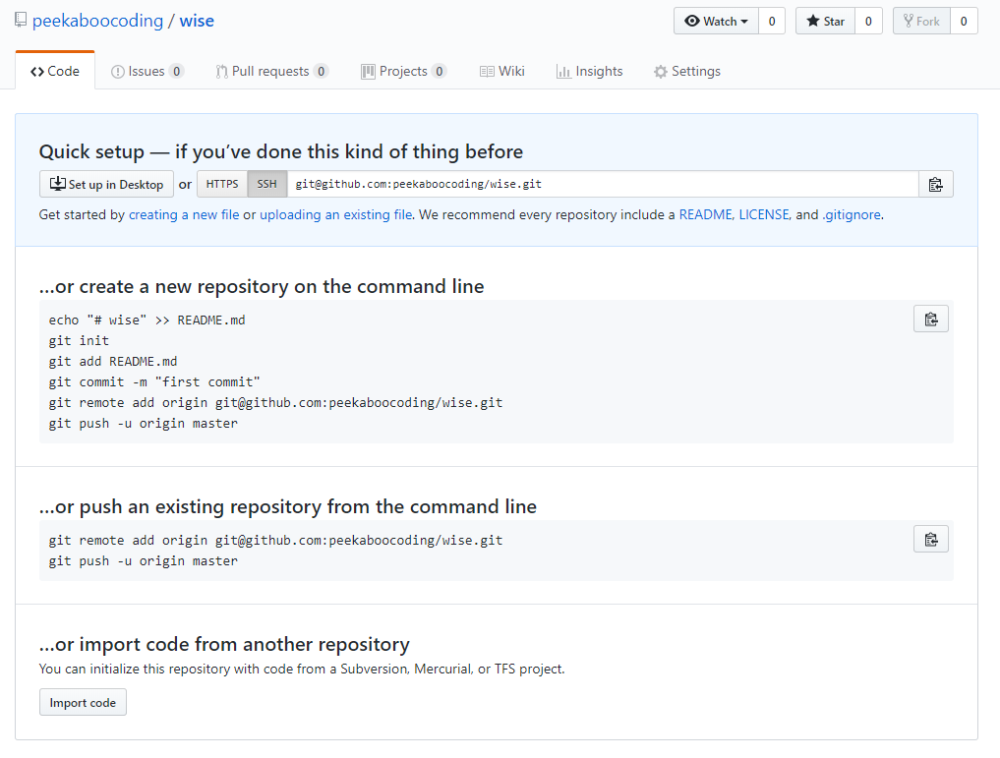 peekaboocoding / wise
Watch 0 Star 0 Fork 0
Code Issues 0 Pull requests 0 Projects 0 Wiki Insights Settings
Quick setup — if you’ve done this kind of thing before
Set up in Desktop or HTTPS SSH git@github.com:peekaboocoding/wise.git
Get started by creating a new file or uploading an existing file. We recommend every repository include a README, LICENSE, and .gitignore.
…or create a new repository on the command line
echo "# wise" >> README.md
git init
git add README.md
git commit -m "first commit"
git remote add origin git@github.com:peekaboocoding/wise.git
git push -u origin master
…or push an existing repository from the command line
git remote add origin git@github.com:peekaboocoding/wise.git
git push -u origin master
…or import code from another repository
You can initialize this repository with code from a Subversion, Mercurial, or TFS project.
Import code